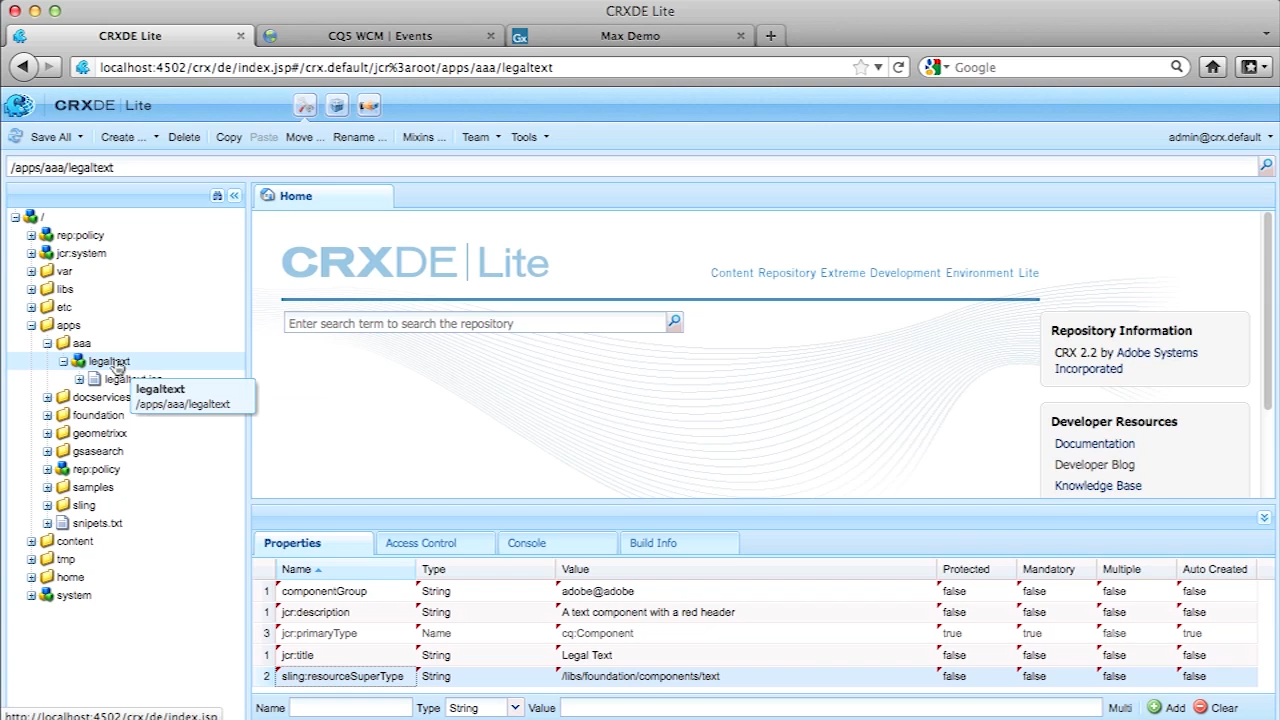 CRXDE Lite
CRXDE Lite
CQ5 WCM | Events
Gx
Max Demo
localhost:4502/crx/de/index.jsp#/crx.default/jcr%3aroot/apps/aaa/legaltext
Google
CRXDE | Lite
Save All
Create ...
Delete
Copy
Paste
Move ...
Rename ...
Mixins ...
Team
Tools
admin@crx.default
/apps/aaa/legaltext
/
rep:policy
jcr:system
var
libs
etc
apps
aaa
legaltext
docservices
foundation
geometrixx
gsasearch
rep:policy
samples
sling
snipets.txt
content
tmp
home
system
legaltext
/apps/aaa/legaltext
Home
CRXDE | Lite
Content Repository Extreme Development Environment Lite
Enter search term to search the repository
Repository Information
CRX 2.2 by Adobe Systems
Incorporated
Developer Resources
Documentation
Developer Blog
Knowledge Base
Properties
Access Control
Console
Build Info
Name Type Value Protected Mandatory Multiple Auto Created
1 componentGroup String adobe@adobe false false false false
1 jcr:description String A text component with a red header false false false false
3 jcr:primaryType Name cq:Component true true false true
1 jcr:title String Legal Text false false false false
2 sling:resourceSuperType String /libs/foundation/components/text false false false false
Name Type String Value Multi Add Clear
http://localhost:4502/crx/de/index.jsp